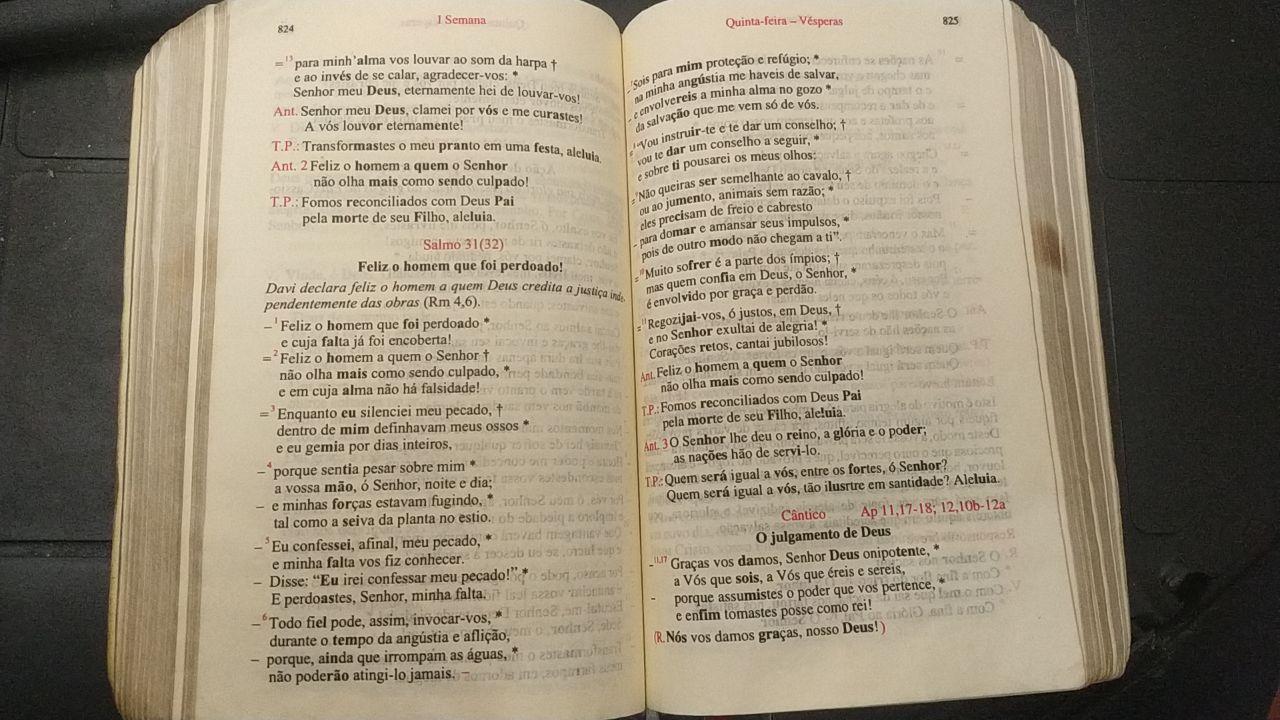 824
I Semana
= 13 para minh'alma vos louvar ao som da harpa †
e ao invés de se calar, agradecer-vos: *
Senhor meu Deus, eternamente hei de louvar-vos!
Ant. Senhor meu Deus, clamei por vós e me curastes!
A vós louvor eternamente!
T.P.: Transformastes o meu pranto em uma festa, aleluia.
Ant. 2 Feliz o homem a quem o Senhor
não olha mais como sendo culpado!
T.P.: Fomos reconciliados com Deus Pai
pela morte de seu Filho, aleluia.
Salmo 31(32)
Feliz o homem que foi perdoado!
Davi declara feliz o homem a quem Deus credita a justiça inde-
pendentemente das obras (Rm 4,6).
– 1 Feliz o homem que foi perdoado *
e cuja falta já foi encoberta!
= 2 Feliz o homem a quem o Senhor †
não olha mais como sendo culpado, *
e em cuja alma não há falsidade!
= 3 Enquanto eu silenciei meu pecado, †
dentro de mim definhavam meus ossos *
e eu gemia por dias inteiros,
– 4 porque sentia pesar sobre mim *
a vossa mão, ó Senhor, noite e dia;
– e minhas forças estavam fugindo, *
tal como a seiva da planta no estio.
– 5 Eu confessei, afinal, meu pecado, *
e minha falta vos fiz conhecer.
– Disse: “Eu irei confessar meu pecado!” *
E perdoastes, Senhor, minha falta.
– 6 Todo fiel pode, assim, invocar-vos, *
durante o tempo da angústia e aflição,
– porque, ainda que irrompam as águas, *
não poderão atingi-lo jamais. –
Quinta-feira – Vésperas
825
– 7 Sois para mim proteção e refúgio; *
na minha angústia me haveis de salvar,
– e envolvereis a minha alma no gozo *
da salvação que me vem só de vós.
= 8 “Vou instruir-te e te dar um conselho; †
vou te dar um conselho a seguir, *
e sobre ti pousarei os meus olhos:
= 9 Não queiras ser semelhante ao cavalo, †
ou ao jumento, animais sem razão; *
eles precisam de freio e cabresto
– para domar e amansar seus impulsos, *
pois de outro modo não chegam a ti”.
= 10 Muito sofrer é a parte dos ímpios; †
mas quem confia em Deus, o Senhor, *
é envolvido por graça e perdão.
= 11 Regozijai-vos, ó justos, em Deus, †
e no Senhor exultai de alegria! *
Corações retos, cantai jubilosos!
Ant. Feliz o homem a quem o Senhor
não olha mais como sendo culpado!
T.P.: Fomos reconciliados com Deus Pai
pela morte de seu Filho, aleluia.
Ant. 3 O Senhor lhe deu o reino, a glória e o poder;
as nações hão de servi-lo.
T.P.: Quem será igual a vós, entre os fortes, ó Senhor?
Quem será igual a vós, tão ilustre em santidade? Aleluia.
Cântico Ap 11,17-18; 12,10b-12a
O julgamento de Deus
– 11,17 Graças vos damos, Senhor Deus onipotente, *
a Vós que sois, a Vós que éreis e sereis,
– porque assumistes o poder que vos pertence, *
e enfim tomastes posse como rei!
(R. Nós vos damos graças, nosso Deus!)